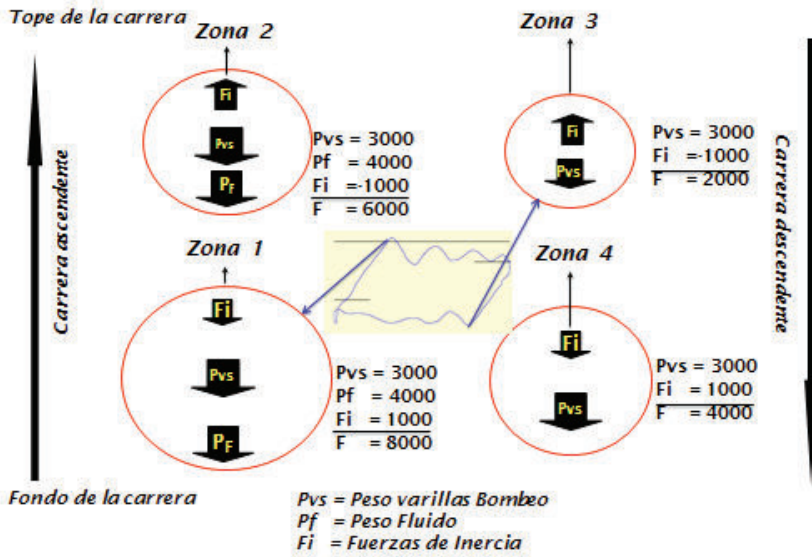 Tope de la carrera
Zona 2
Zona 3
Fi
Pvs
PF
Pvs = 3000
Pf = 4000
Fi =-1000
F = 6000
Fi
Pvs
Pvs = 3000
Fi =-1000
F = 2000
Carrera ascendente
Carrera descendente
Zona 1
Zona 4
Fi
Pvs
PF
Pvs = 3000
Pf = 4000
Fi = 1000
F = 8000
Fi
Pvs
Pvs = 3000
Fi = 1000
F = 4000
Fondo de la carrera
Pvs = Peso varillas Bombeo
Pf = Peso Fluido
Fi = Fuerzas de Inercia